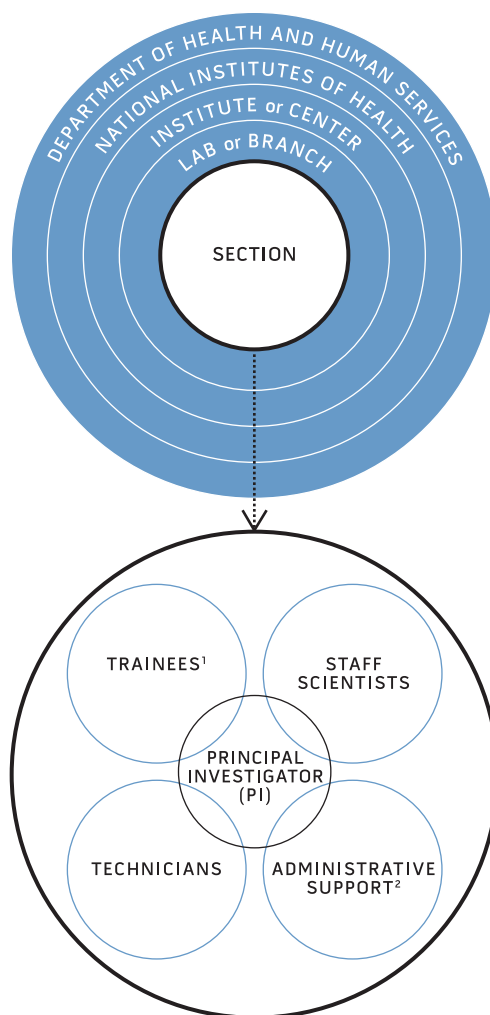 DEPARTMENT OF HEALTH AND HUMAN SERVICES
NATIONAL INSTITUTES OF HEALTH
INSTITUTE or CENTER
LAB or BRANCH
SECTION
TRAINEES¹
STAFF
SCIENTISTS
PRINCIPAL
INVESTIGATOR
(PI)
TECHNICIANS
ADMINISTRATIVE
SUPPORT²